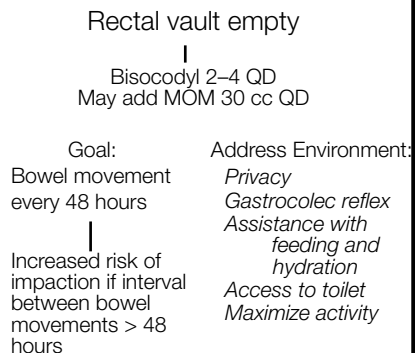 Rectal vault empty
Bisocodyl 2–4 QD
May add MOM 30 cc QD
Goal:
Bowel movement
every 48 hours
Increased risk of
impaction if interval
between bowel
movements > 48
hours
Address Environment:
Privacy
Gastrocolec reflex
Assistance with
feeding and
hydration
Access to toilet
Maximize activity